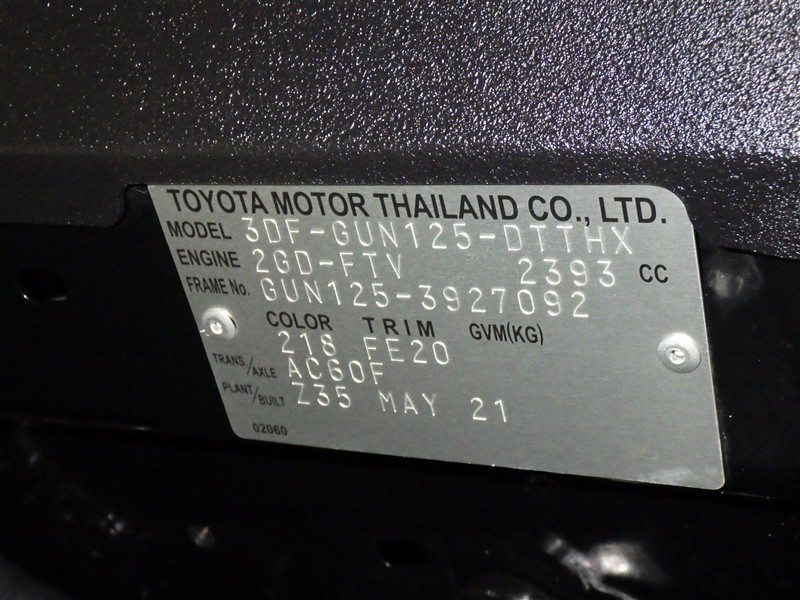 TOYOTA MOTOR THAILAND CO., LTD.
MODEL 3DF-GUN125-DTTHX
ENGINE 2GD-FTV 2393 CC
FRAME No. GUN125-3927092
COLOR TRIM GVM(KG)
218 FE20
TRANS/AXLE AC60F
PLANT/BUILT Z35 MAY 21
02060